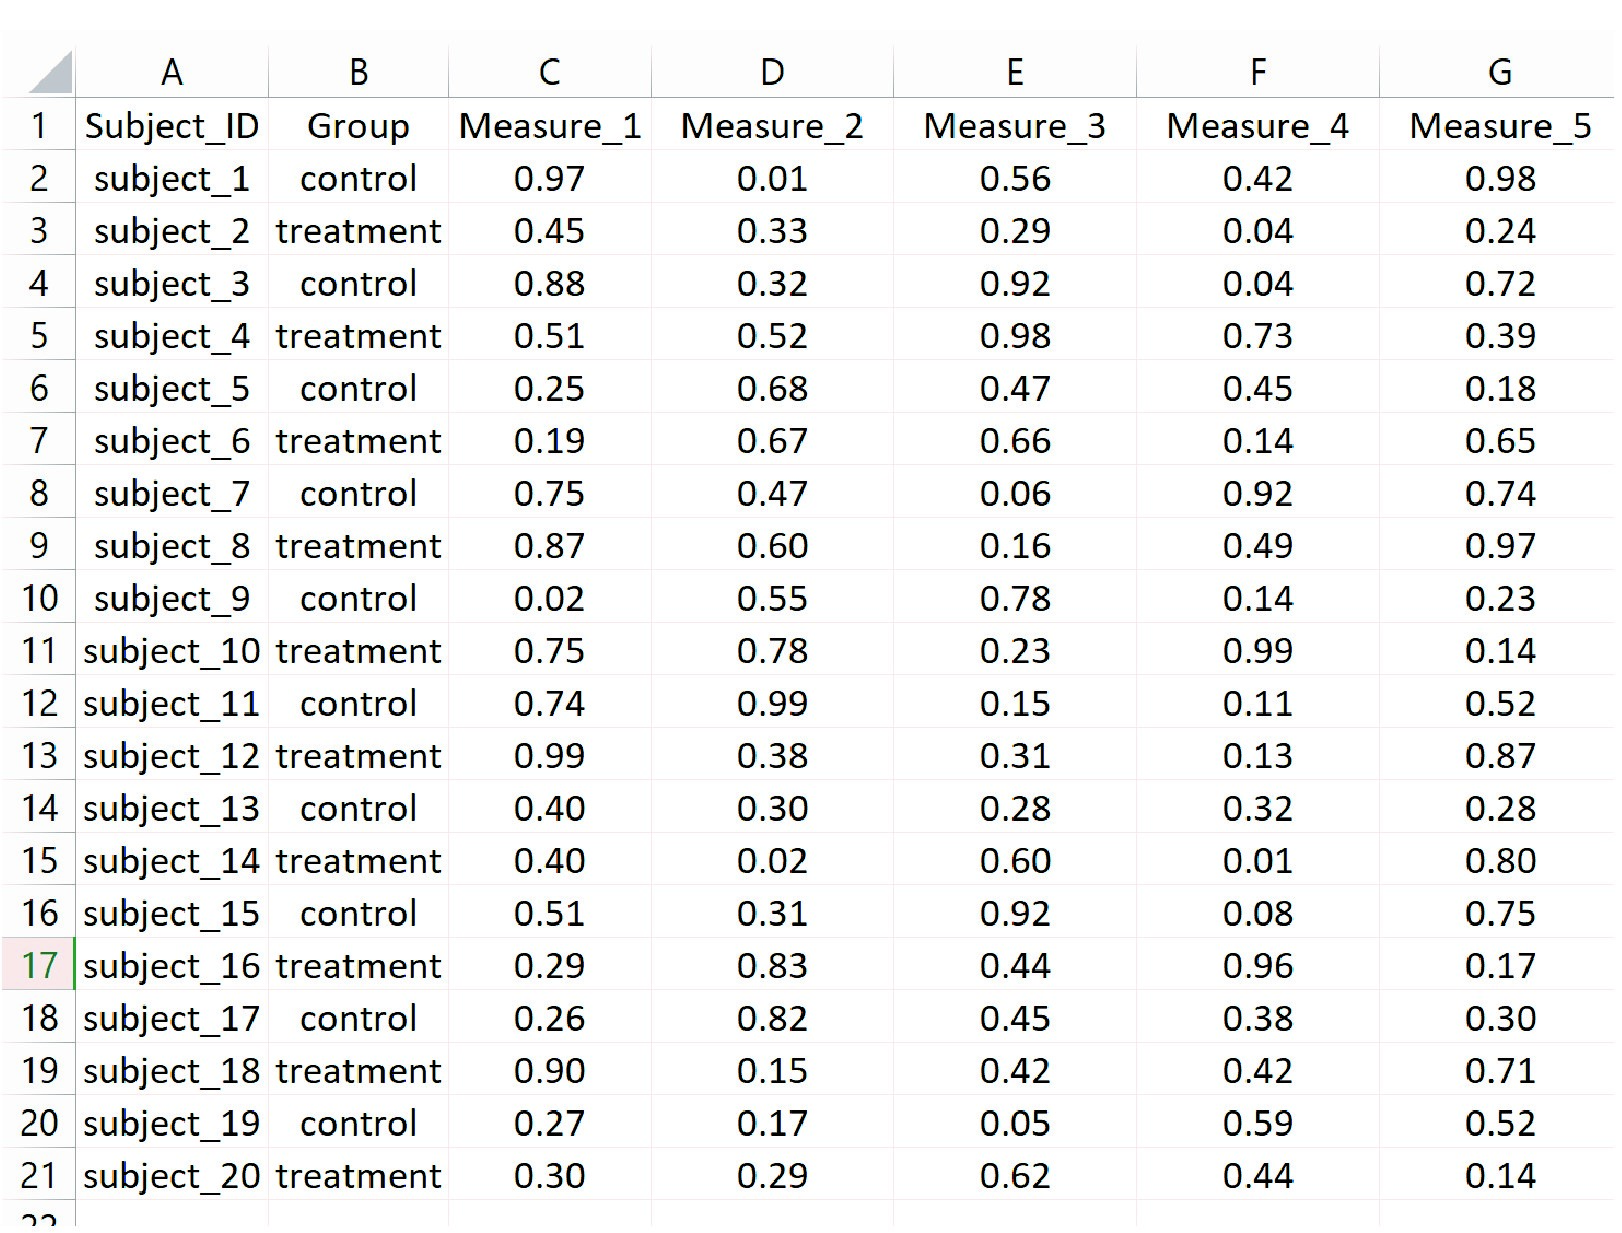 A B C D E F G
1 Subject_ID Group Measure_1 Measure_2 Measure_3 Measure_4 Measure_5
2 subject_1 control 0.97 0.01 0.56 0.42 0.98
3 subject_2 treatment 0.45 0.33 0.29 0.04 0.24
4 subject_3 control 0.88 0.32 0.92 0.04 0.72
5 subject_4 treatment 0.51 0.52 0.98 0.73 0.39
6 subject_5 control 0.25 0.68 0.47 0.45 0.18
7 subject_6 treatment 0.19 0.67 0.66 0.14 0.65
8 subject_7 control 0.75 0.47 0.06 0.92 0.74
9 subject_8 treatment 0.87 0.60 0.16 0.49 0.97
10 subject_9 control 0.02 0.55 0.78 0.14 0.23
11 subject_10 treatment 0.75 0.78 0.23 0.99 0.14
12 subject_11 control 0.74 0.99 0.15 0.11 0.52
13 subject_12 treatment 0.99 0.38 0.31 0.13 0.87
14 subject_13 control 0.40 0.30 0.28 0.32 0.28
15 subject_14 treatment 0.40 0.02 0.60 0.01 0.80
16 subject_15 control 0.51 0.31 0.92 0.08 0.75
17 subject_16 treatment 0.29 0.83 0.44 0.96 0.17
18 subject_17 control 0.26 0.82 0.45 0.38 0.30
19 subject_18 treatment 0.90 0.15 0.42 0.42 0.71
20 subject_19 control 0.27 0.17 0.05 0.59 0.52
21 subject_20 treatment 0.30 0.29 0.62 0.44 0.14
22